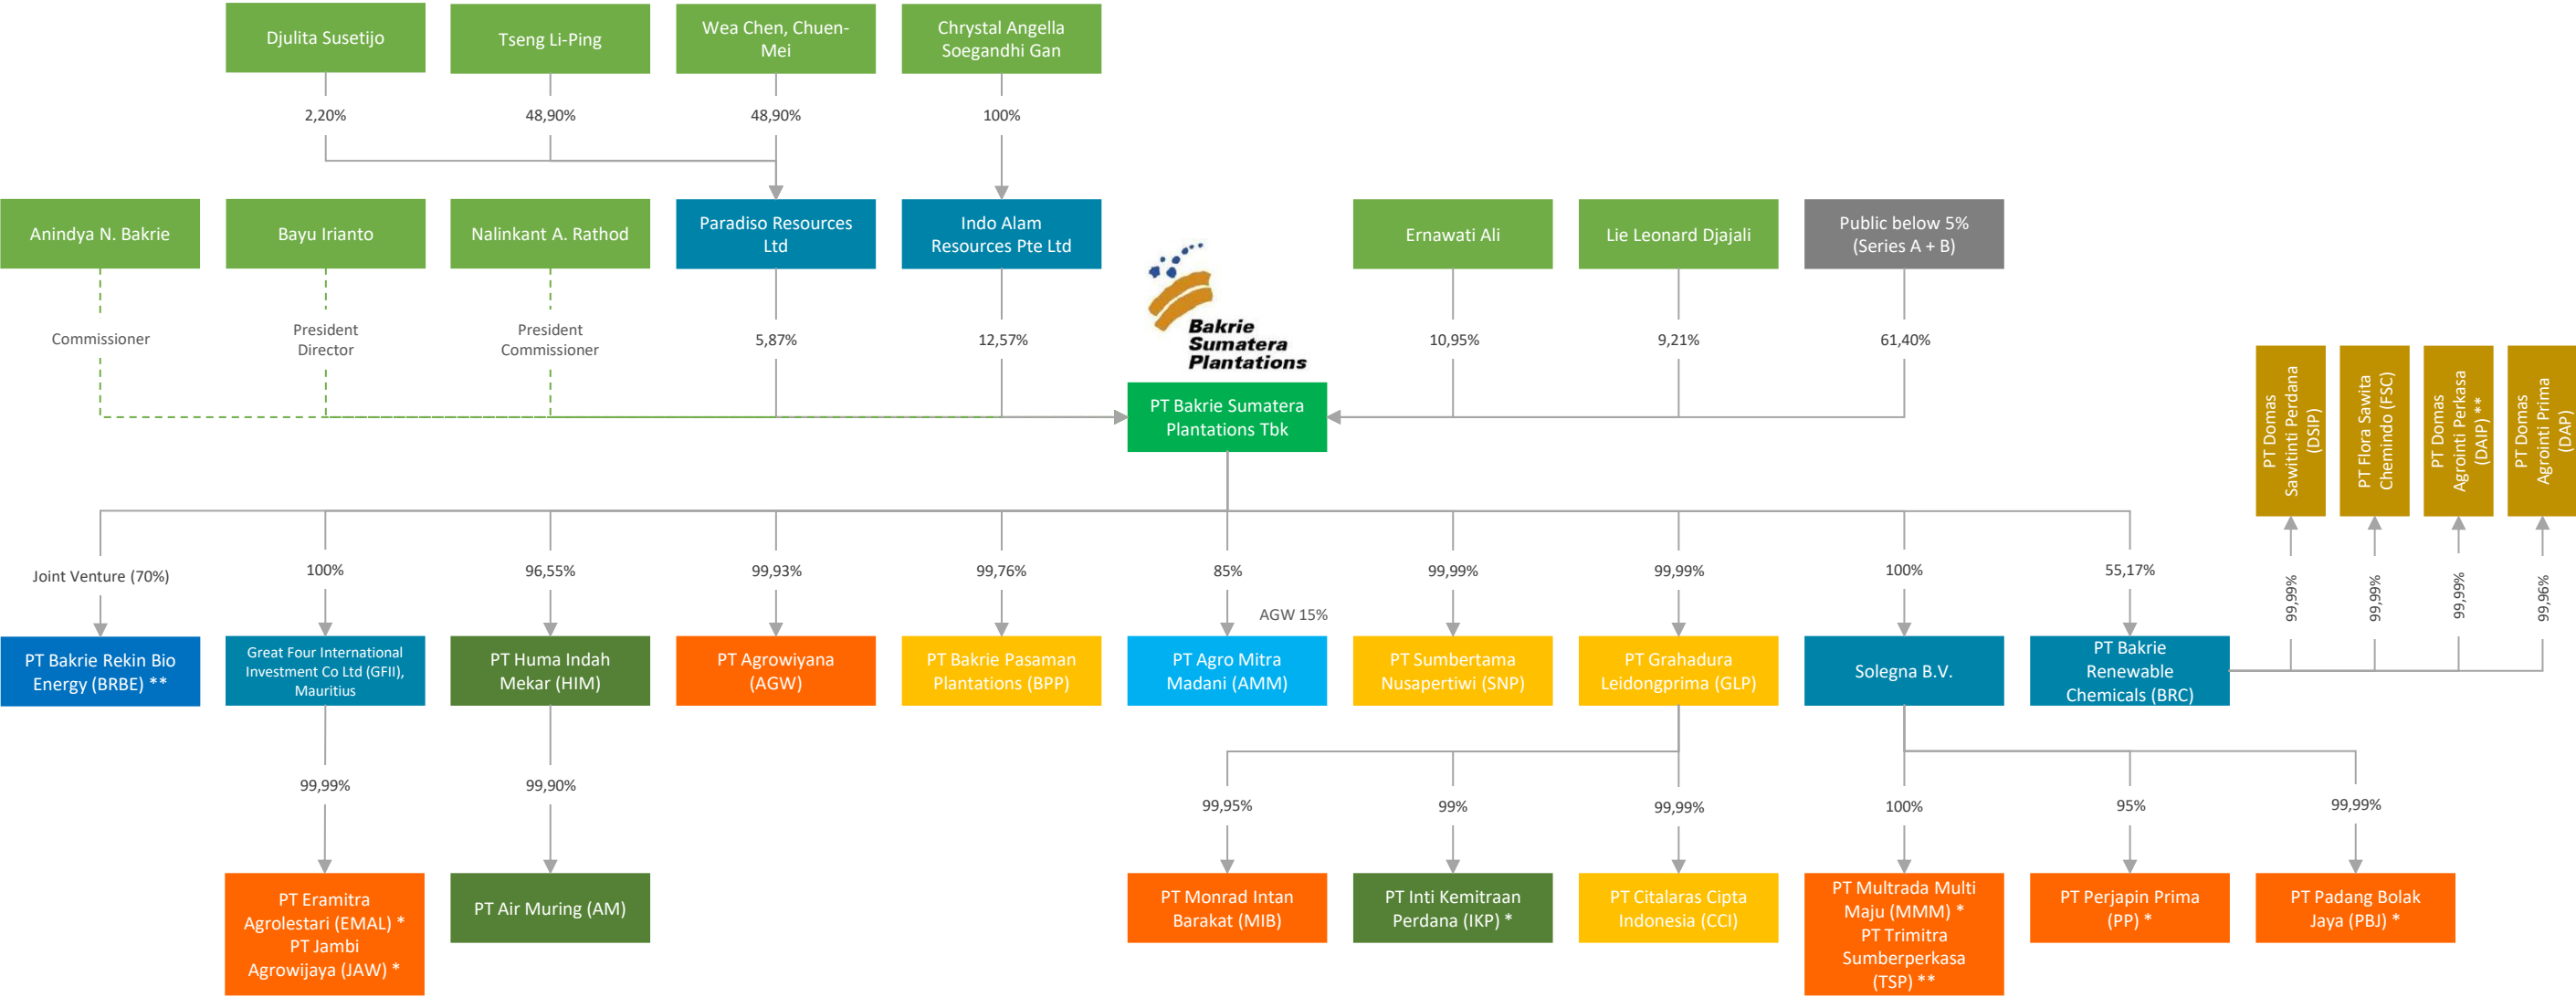 Djulita Susetijo
Tseng Li-Ping
Wea Chen, Chuen-
Mei
Chrystal Angella
Soegandhi Gan
2,20%
48,90%
48,90%
100%
Anindya N. Bakrie
Bayu Irianto
Nalinkant A. Rathod
Paradiso Resources
Ltd
Indo Alam
Resources Pte Ltd
Ernawati Ali
Lie Leonard Djajali
Public below 5%
(Series A + B)
Commissioner
President
Director
President
Commissioner
5,87%
12,57%
Bakrie
Sumatera
Plantations
10,95%
9,21%
61,40%
PT Bakrie Sumatera
Plantations Tbk
PT Domas
Sawitinti Perdana
(DSIP)
PT Flora Sawita
Chemindo (FSC)
PT Domas
Agrointi Perkasa
(DAIP) **
PT Domas
Agrointi Prima
(DAP)
Joint Venture (70%)
100%
96,55%
99,93%
99,76%
85%
AGW 15%
99,99%
99,99%
100%
55,17%
99,99%
99,99%
99,99%
99,96%
PT Bakrie Rekin Bio
Energy (BRBE) **
Great Four International
Investment Co Ltd (GFII),
Mauritius
PT Huma Indah
Mekar (HIM)
PT Agrowiyana
(AGW)
PT Bakrie Pasaman
Plantations (BPP)
PT Agro Mitra
Madani (AMM)
PT Sumbertama
Nusapertiwi (SNP)
PT Grahadura
Leidongprima (GLP)
Solegna B.V.
PT Bakrie
Renewable
Chemicals (BRC)
99,99%
99,90%
99,95%
99%
99,99%
100%
95%
99,99%
PT Eramitra
Agrolestari (EMAL) *
PT Jambi
Agrowijaya (JAW) *
PT Air Muring (AM)
PT Monrad Intan
Barakat (MIB)
PT Inti Kemitraan
Perdana (IKP) *
PT Citalaras Cipta
Indonesia (CCI)
PT Multrada Multi
Maju (MMM) *
PT Trimitra
Sumberperkasa
(TSP) **
PT Perjapin Prima
(PP) *
PT Padang Bolak
Jaya (PBJ) *